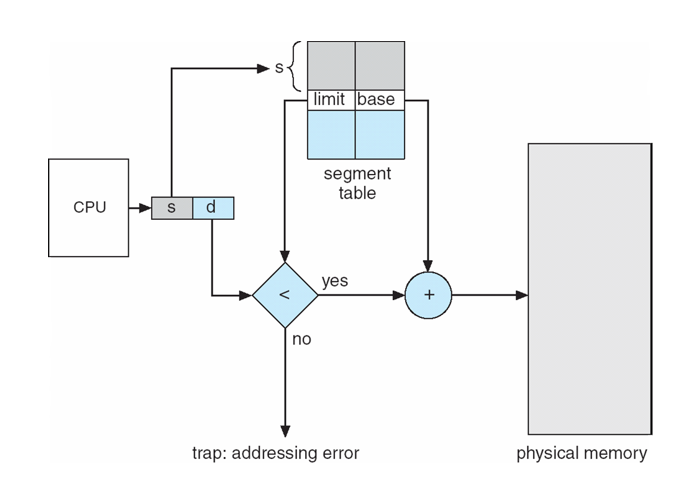 s
limit base
segment
table
CPU
s d
<
yes
+
no
trap: addressing error
physical memory